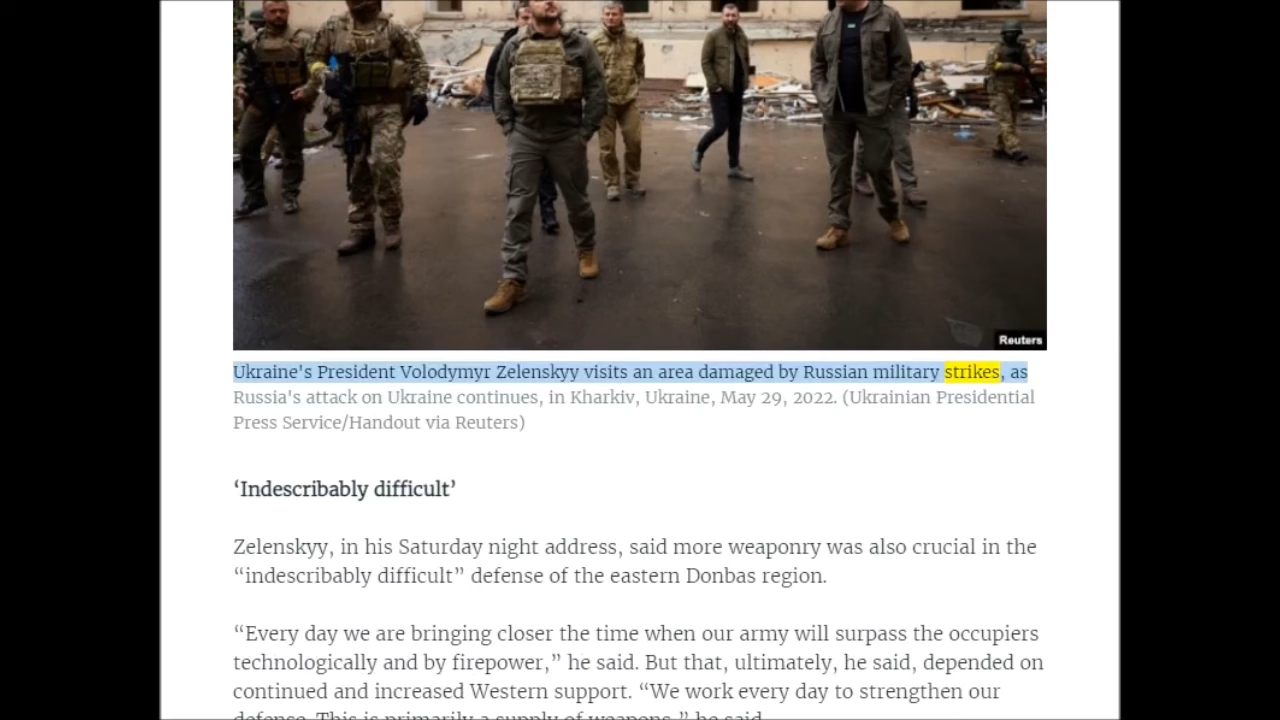 Reuters
Ukraine's President Volodymyr Zelenskyy visits an area damaged by Russian military strikes, as
Russia's attack on Ukraine continues, in Kharkiv, Ukraine, May 29, 2022. (Ukrainian Presidential
Press Service/Handout via Reuters)
‘Indescribably difficult’
Zelenskyy, in his Saturday night address, said more weaponry was also crucial in the
“indescribably difficult” defense of the eastern Donbas region.
“Every day we are bringing closer the time when our army will surpass the occupiers
technologically and by firepower,” he said. But that, ultimately, he said, depended on
continued and increased Western support. “We work every day to strengthen our
defense. This is primarily a supply of weapons,” he said.